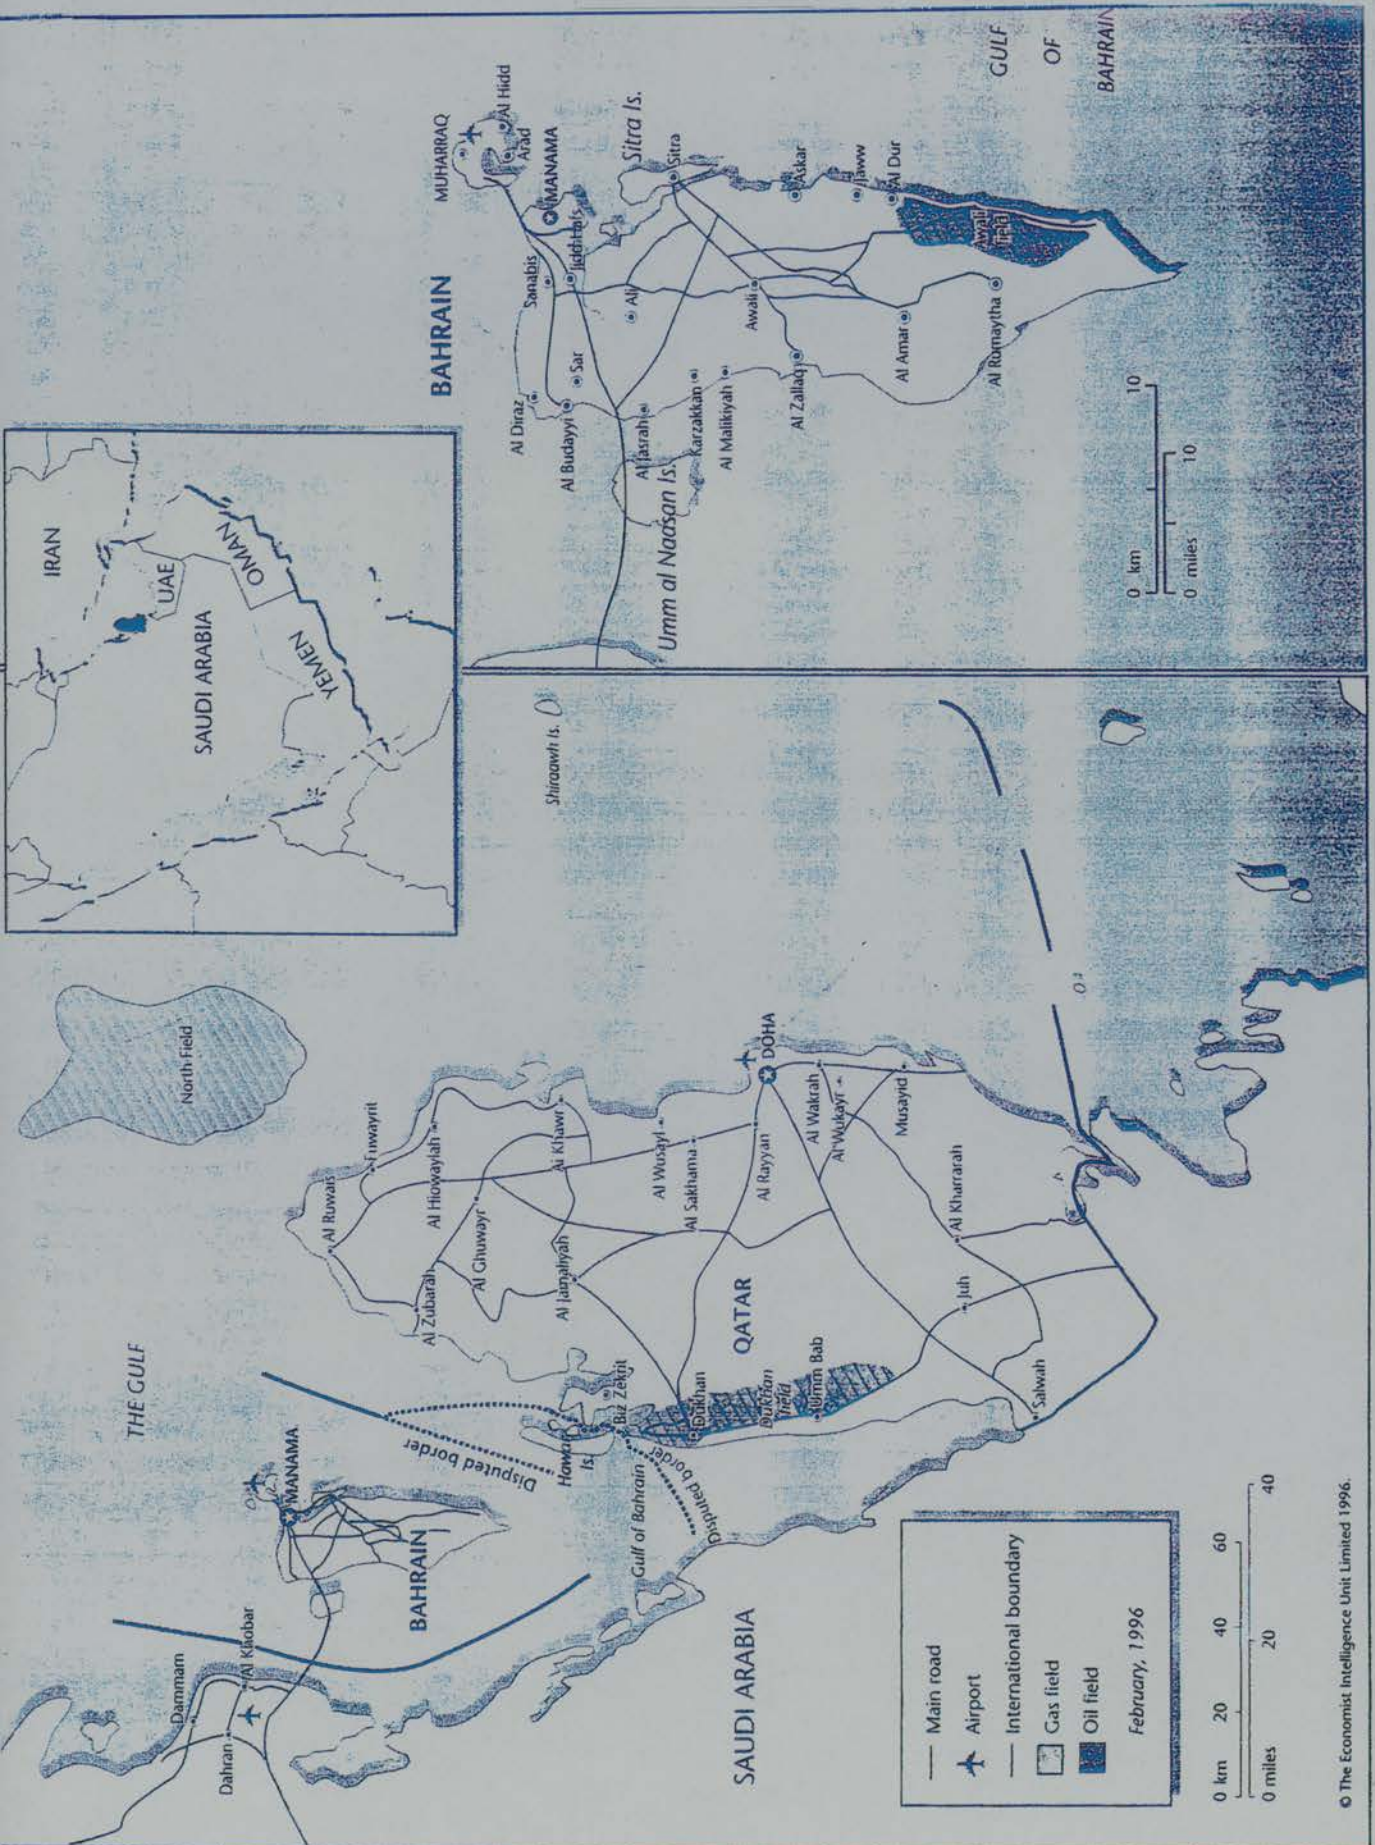 THE GULF
North Field
Dammam
Dahran
Al Khobar
MANAMA
BAHRAIN
Disputed border
Hawar
Is.
Gulf of Bahrain
Disputed border
SAUDI ARABIA
Al Ruwais
Fuwayrit
Al Zubarah
Al Hiowaylah
Al Ghuwayr
Al Jamaliyah
Al Khawr
Biz Zekrit
Al Wusayl
Al Sakhama
Dukhan
Dukhan
field
Umm Bab
QATAR
Al Rayyan
DOHA
Al Wakrah
Al Wukayr
Musayid
Al Kharrarah
Juh
Salwah
Shiraawh Is.
Main road
Airport
International boundary
Gas field
Oil field
February, 1996
0 km 20 40 60
0 miles 20 40
© The Economist Intelligence Unit Limited 1996.
IRAN
UAE
OMAN
SAUDI ARABIA
YEMEN
BAHRAIN
MUHARRAQ
Al Hidd
Arad
MANAMA
Sanabis
Jiddhafs
Sitra Is.
Sitra
Al Diraz
Al Budayyi
Sar
Ali
Al Jasrah
Umm al Naasan Is.
Karzakkan
Al Malikiyah
Awali
Al Zallaq
Askar
Jaww
Al Dur
Awali
field
Al Amar
Al Rumaytha
GULF
OF
BAHRAIN
0 km 10
0 miles 10